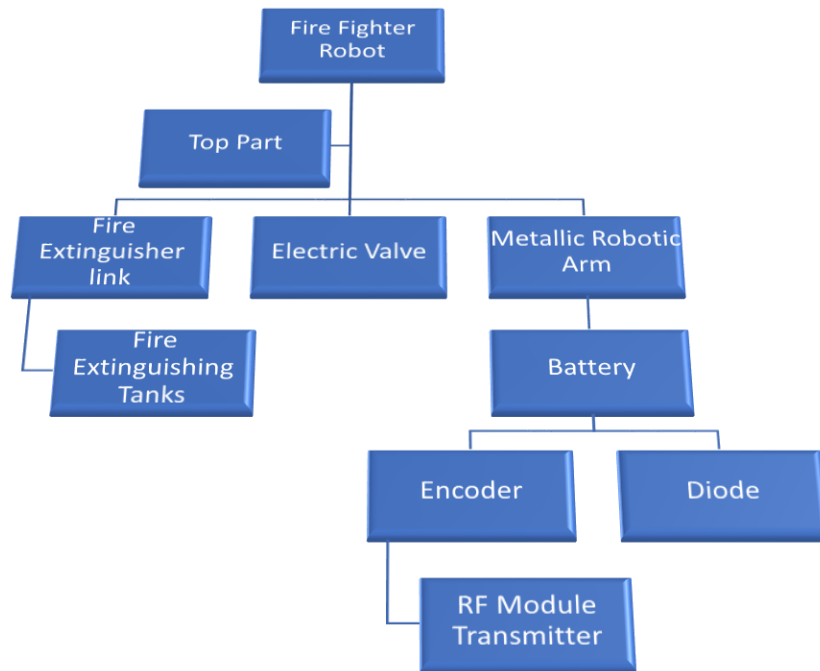 Fire Fighter
Robot
Top Part
Fire
Extinguisher
link
Electric Valve
Metallic Robotic
Arm
Fire
Extinguishing
Tanks
Battery
Encoder
Diode
RF Module
Transmitter